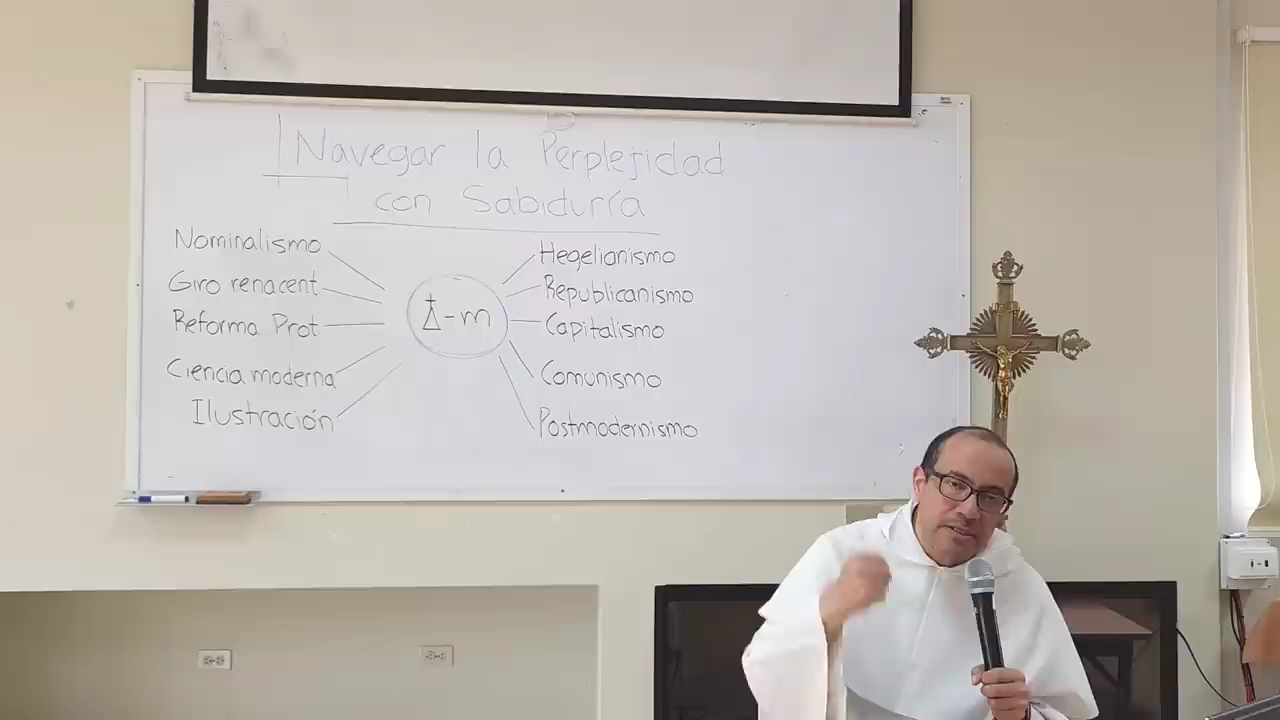 Navegar la Perplejidad
con Sabiduría
Nominalismo
Giro renacent.
Reforma Prot
Ciencia moderna
Ilustración
-m
Hegelianismo
Republicanismo
Capitalismo
Comunismo
Postmodernismo